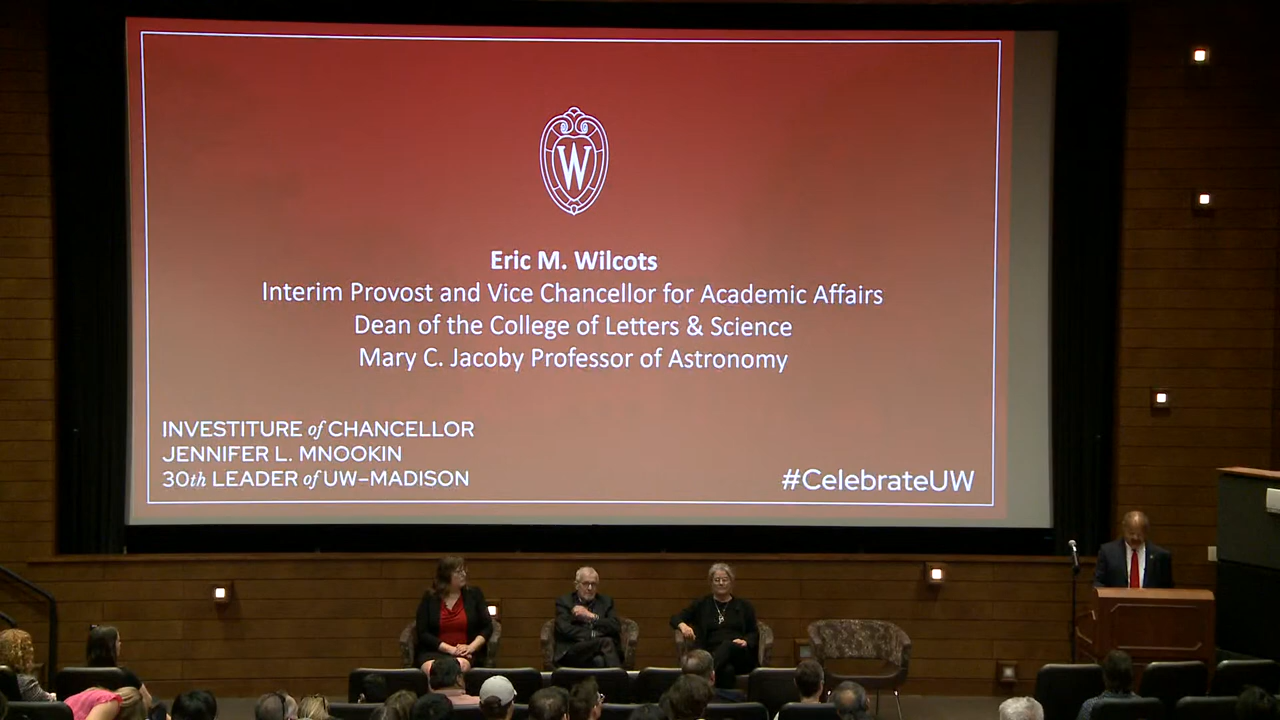 W
Eric M. Wilcots
Interim Provost and Vice Chancellor for Academic Affairs
Dean of the College of Letters & Science
Mary C. Jacoby Professor of Astronomy
INVESTITURE of CHANCELLOR
JENNIFER L. MNOOKIN
30th LEADER of UW–MADISON
#CelebrateUW